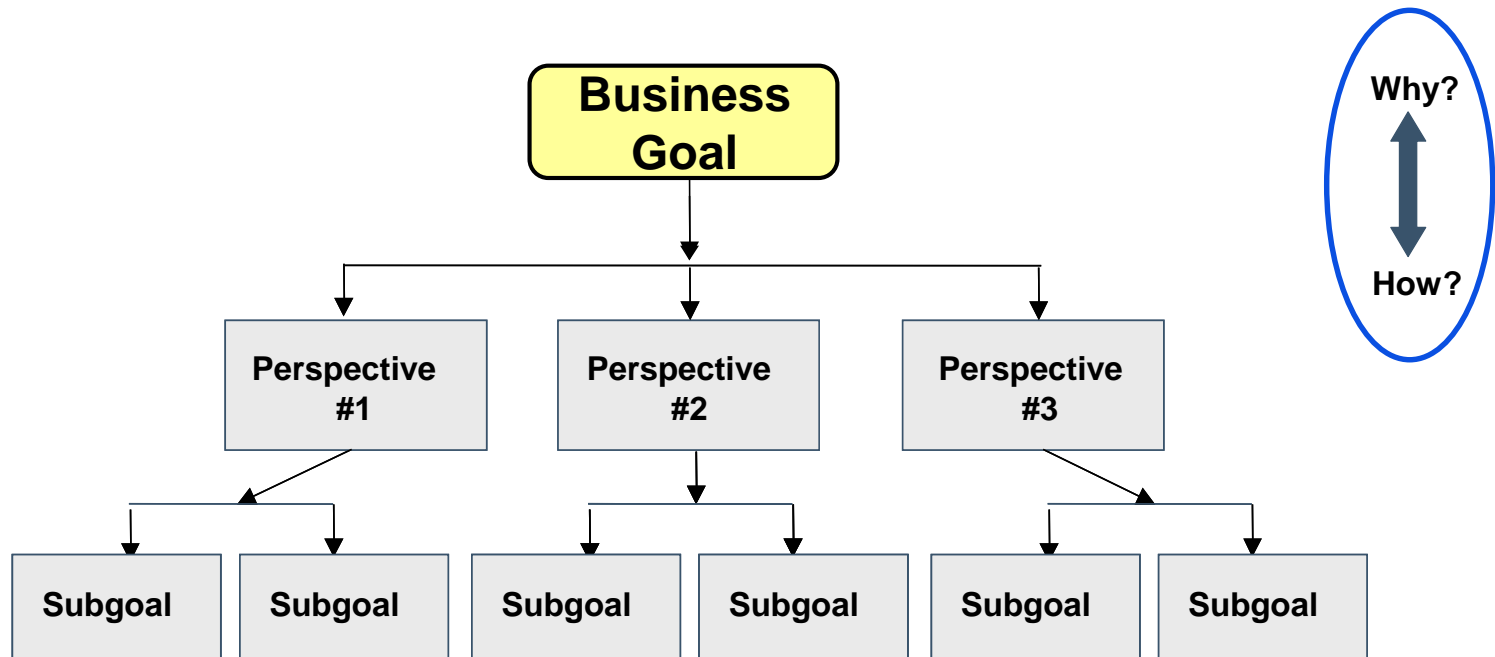 Business
Goal
Why?
How?
Perspective
#1
Perspective
#2
Perspective
#3
Subgoal
Subgoal
Subgoal
Subgoal
Subgoal
Subgoal